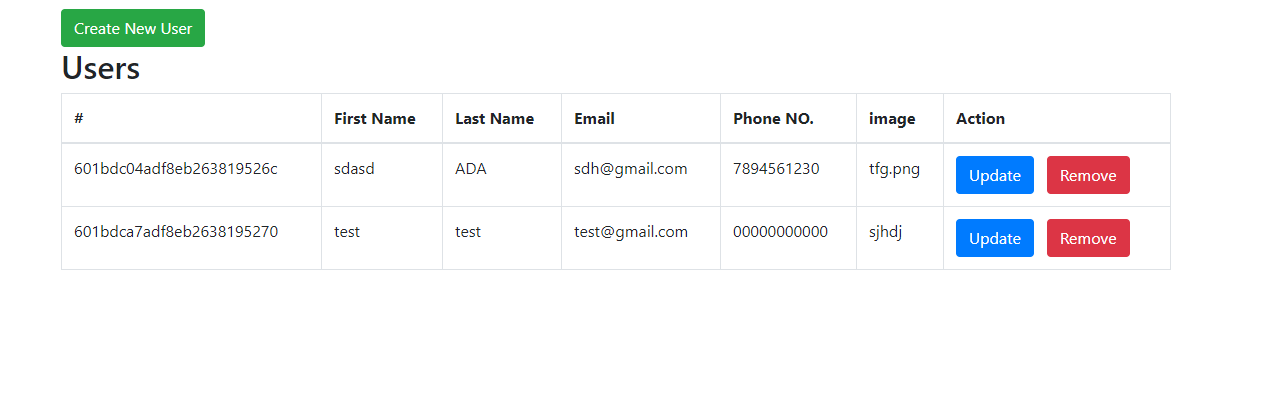 Create New User
Users
# First Name Last Name Email Phone NO. image Action
601bdc04adf8eb263819526c sdasd ADA sdh@gmail.com 7894561230 tfg.png Update Remove
601bdca7adf8eb2638195270 test test test@gmail.com 00000000000 sjhdj Update Remove